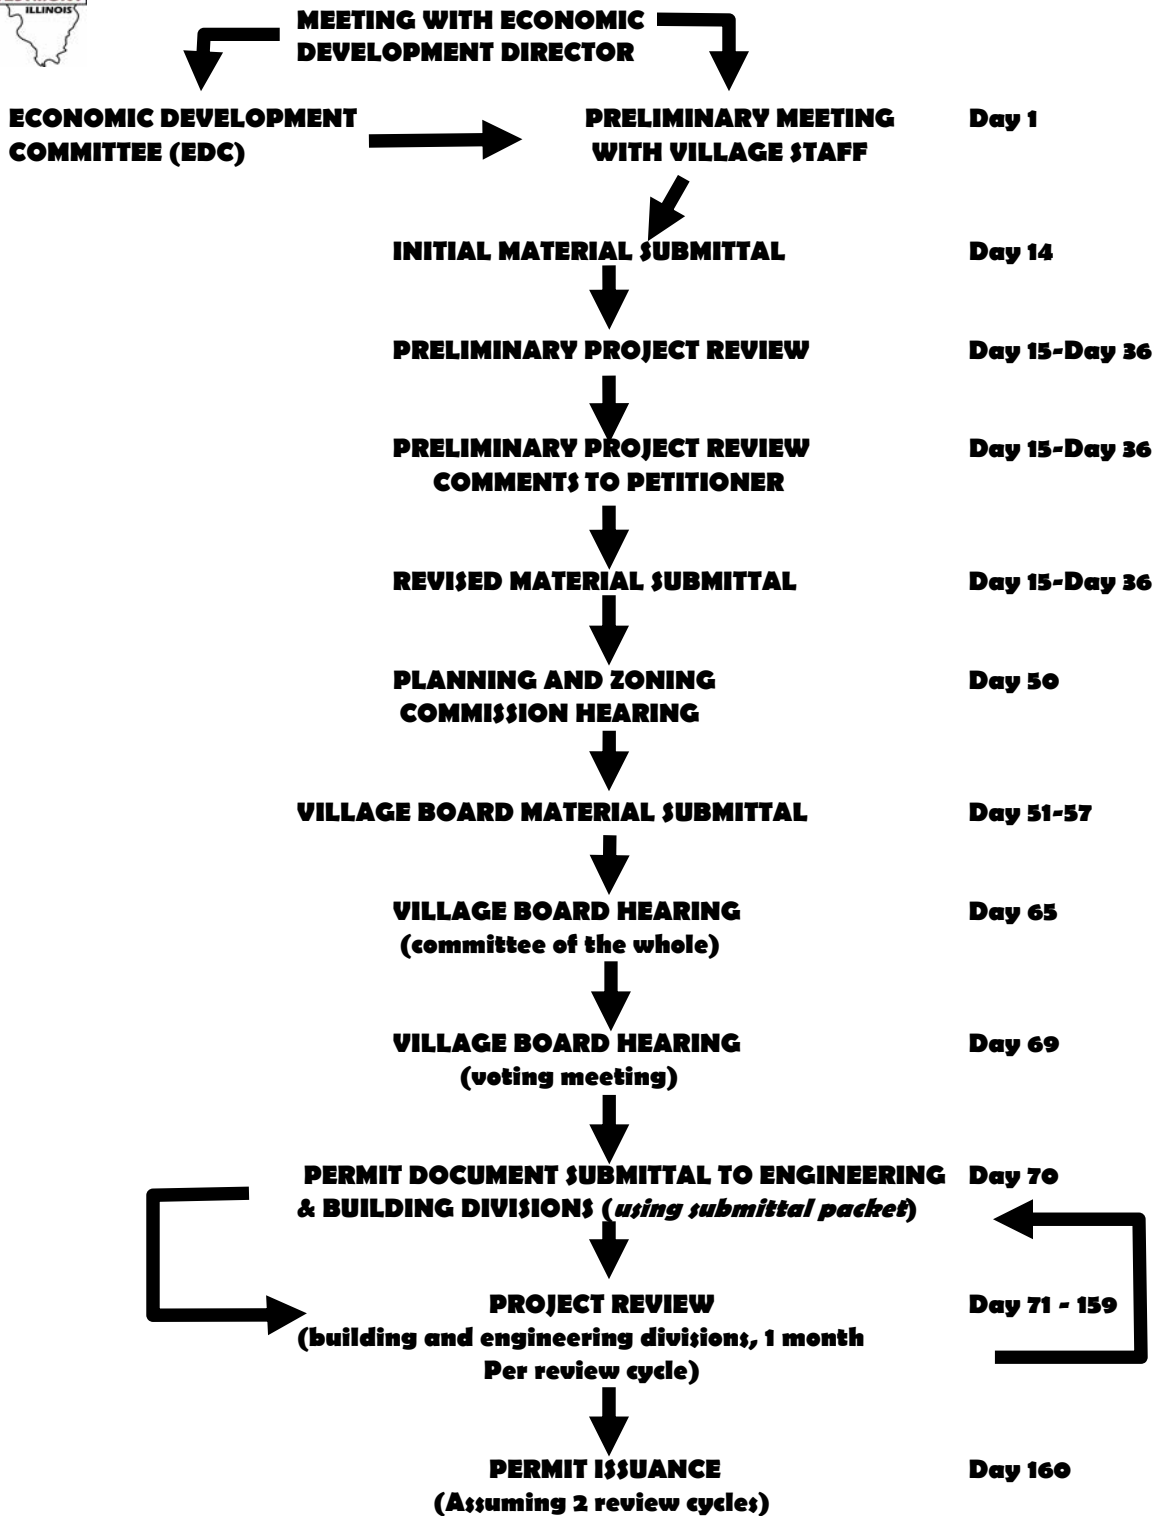 ILLINOIS
MEETING WITH ECONOMIC
DEVELOPMENT DIRECTOR
ECONOMIC DEVELOPMENT
COMMITTEE (EDC)
PRELIMINARY MEETING
WITH VILLAGE STAFF
Day 1
INITIAL MATERIAL SUBMITTAL
Day 14
PRELIMINARY PROJECT REVIEW
Day 15-Day 36
PRELIMINARY PROJECT REVIEW
COMMENTS TO PETITIONER
Day 15-Day 36
REVISED MATERIAL SUBMITTAL
Day 15-Day 36
PLANNING AND ZONING
COMMISSION HEARING
Day 50
VILLAGE BOARD MATERIAL SUBMITTAL
Day 51-57
VILLAGE BOARD HEARING
(committee of the whole)
Day 65
VILLAGE BOARD HEARING
(voting meeting)
Day 69
PERMIT DOCUMENT SUBMITTAL TO ENGINEERING
& BUILDING DIVISIONS (using submittal packet)
Day 70
PROJECT REVIEW
(building and engineering divisions, 1 month
Per review cycle)
Day 71 - 159
PERMIT ISSUANCE
(Assuming 2 review cycles)
Day 160